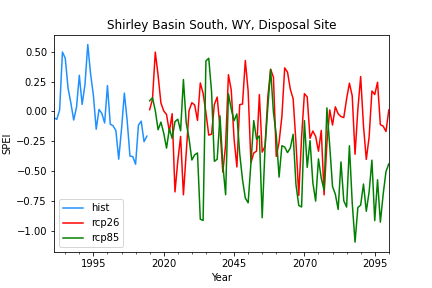 Shirley Basin South, WY, Disposal Site
SPEI
0.50
0.25
0.00
−0.25
−0.50
−0.75
−1.00
hist
rcp26
rcp85
1995
2020
2045
2070
2095
Year